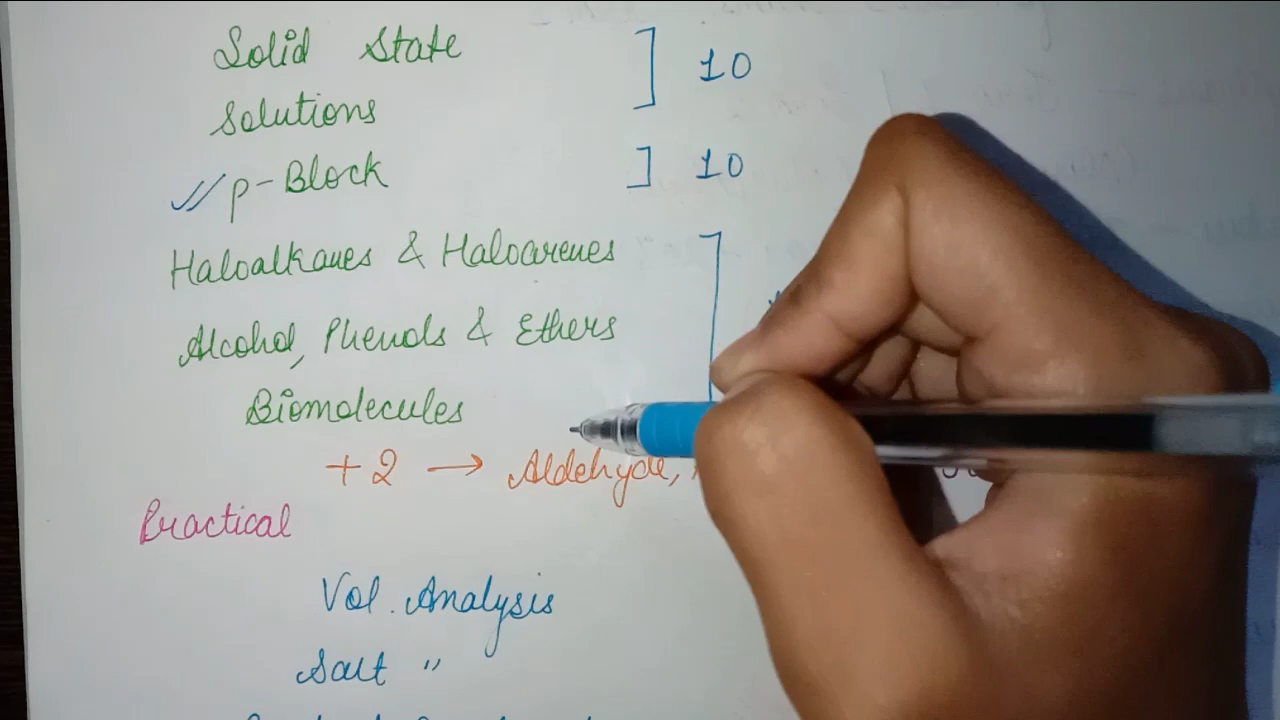 Solid State ] 10
Solutions
p-Block ] 10
Haloalkanes & Haloarenes
Alcohol, Phenols & Ethers
Biomolecules
+2 → Aldehyde,
Practical
Vol. Analysis
Salt "